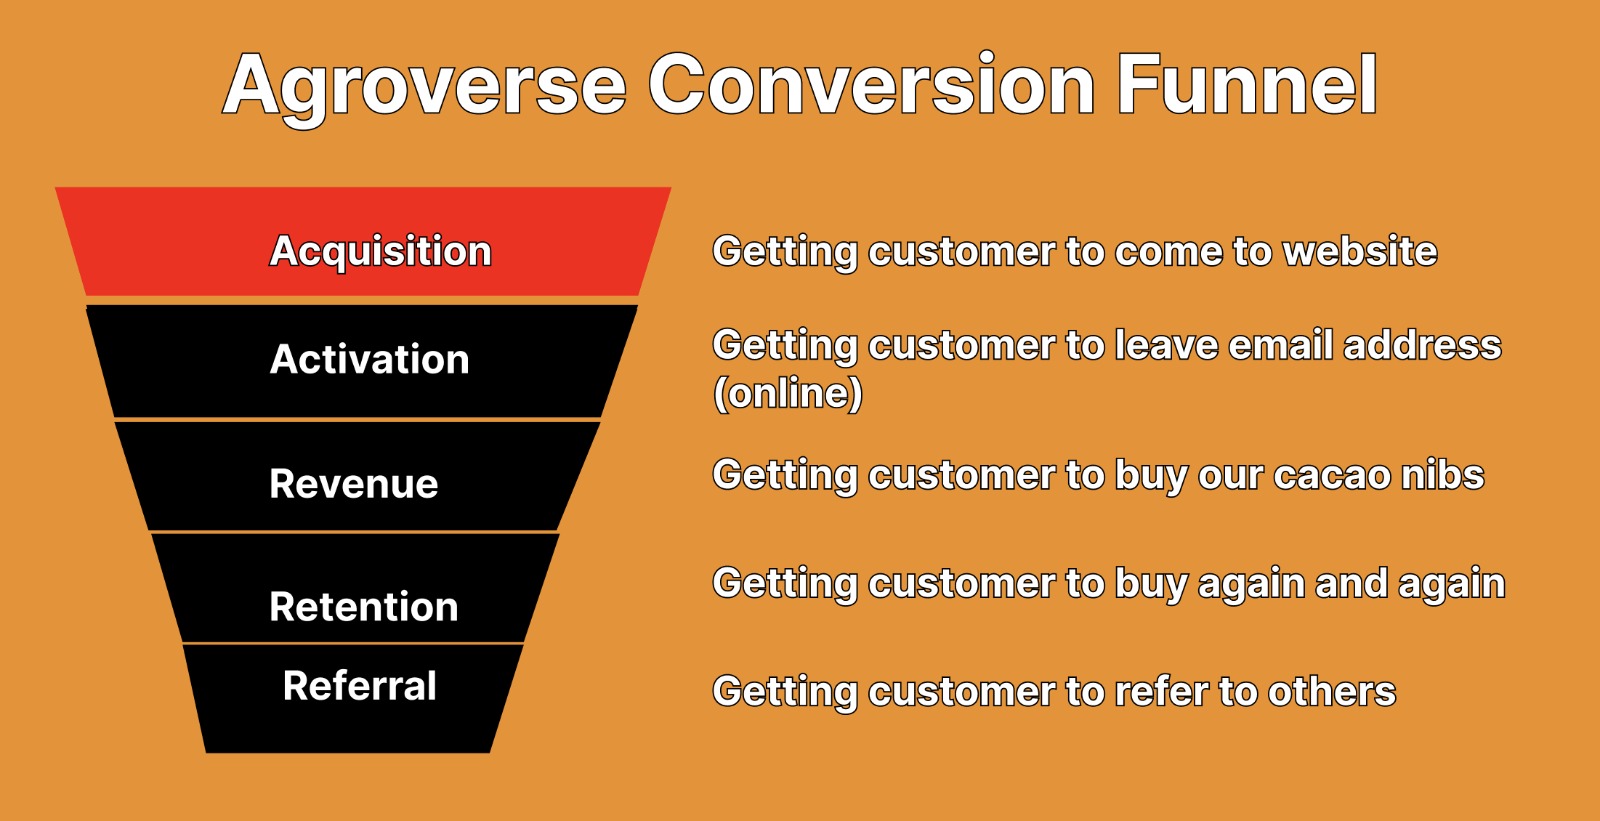 Agroverse Conversion Funnel
Acquisition
Getting customer to come to website
Activation
Getting customer to leave email address
(online)
Revenue
Getting customer to buy our cacao nibs
Retention
Getting customer to buy again and again
Referral
Getting customer to refer to others